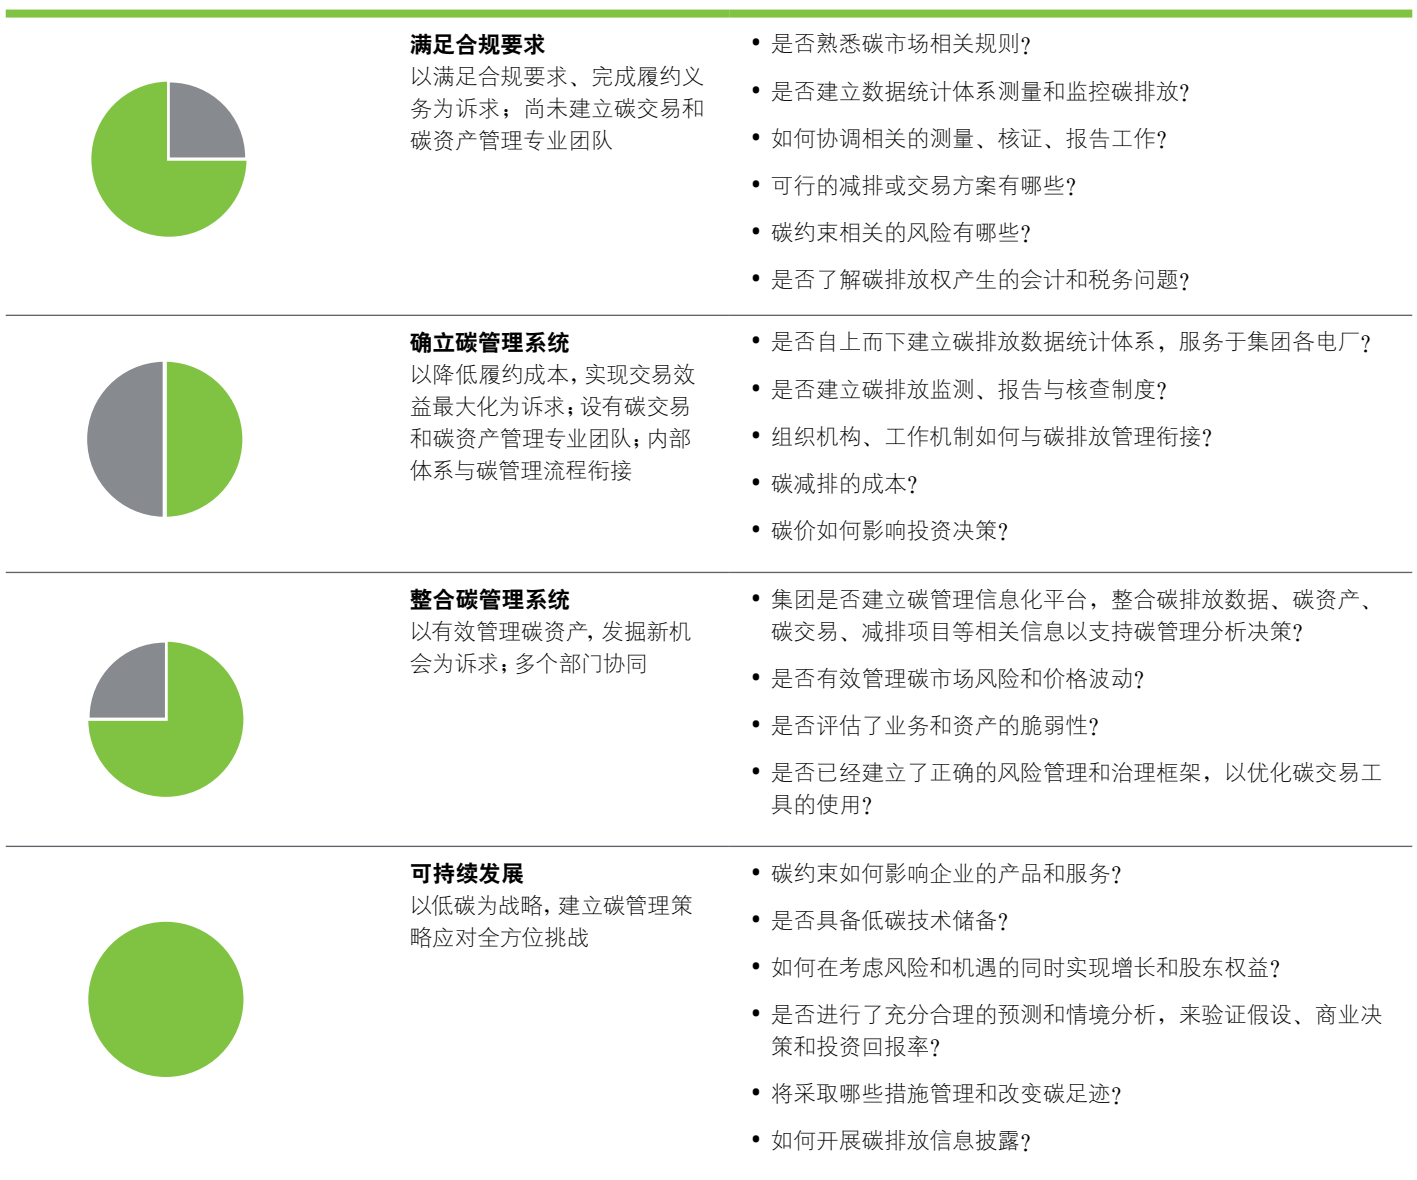 满足合规要求
以满足合规要求、完成履约义
务为诉求；尚未建立碳交易和
碳资产管理专业团队
• 是否熟悉碳市场相关规则？
• 是否建立数据统计体系测量和监控碳排放？
• 如何协调相关的测量、核证、报告工作？
• 可行的减排或交易方案有哪些？
• 碳约束相关的风险有哪些？
• 是否了解碳排放权产生的会计和税务问题？
确立碳管理系统
以降低履约成本，实现交易效
益最大化为诉求；设有碳交易
和碳资产管理专业团队；内部
体系与碳管理流程衔接
• 是否自上而下建立碳排放数据统计体系，服务于集团各电厂？
• 是否建立碳排放监测、报告与核查制度？
• 组织机构、工作机制如何与碳排放管理衔接？
• 碳减排的成本？
• 碳价如何影响投资决策？
整合碳管理系统
以有效管理碳资产，发掘新机
会为诉求；多个部门协同
• 集团是否建立碳管理信息化平台，整合碳排放数据、碳资产、
碳交易、减排项目等相关信息以支持碳管理分析决策？
• 是否有效管理碳市场风险和价格波动？
• 是否评估了业务和资产的脆弱性？
• 是否已经建立了正确的风险管理和治理框架，以优化碳交易工
具的使用？
可持续发展
以低碳为战略，建立碳管理策
略应对全方位挑战
• 碳约束如何影响企业的产品和服务？
• 是否具备低碳技术储备？
• 如何在考虑风险和机遇的同时实现增长和股东权益？
• 是否进行了充分合理的预测和情境分析，来验证假设、商业决
策和投资回报率？
• 将采取哪些措施管理和改变碳足迹？
• 如何开展碳排放信息披露？